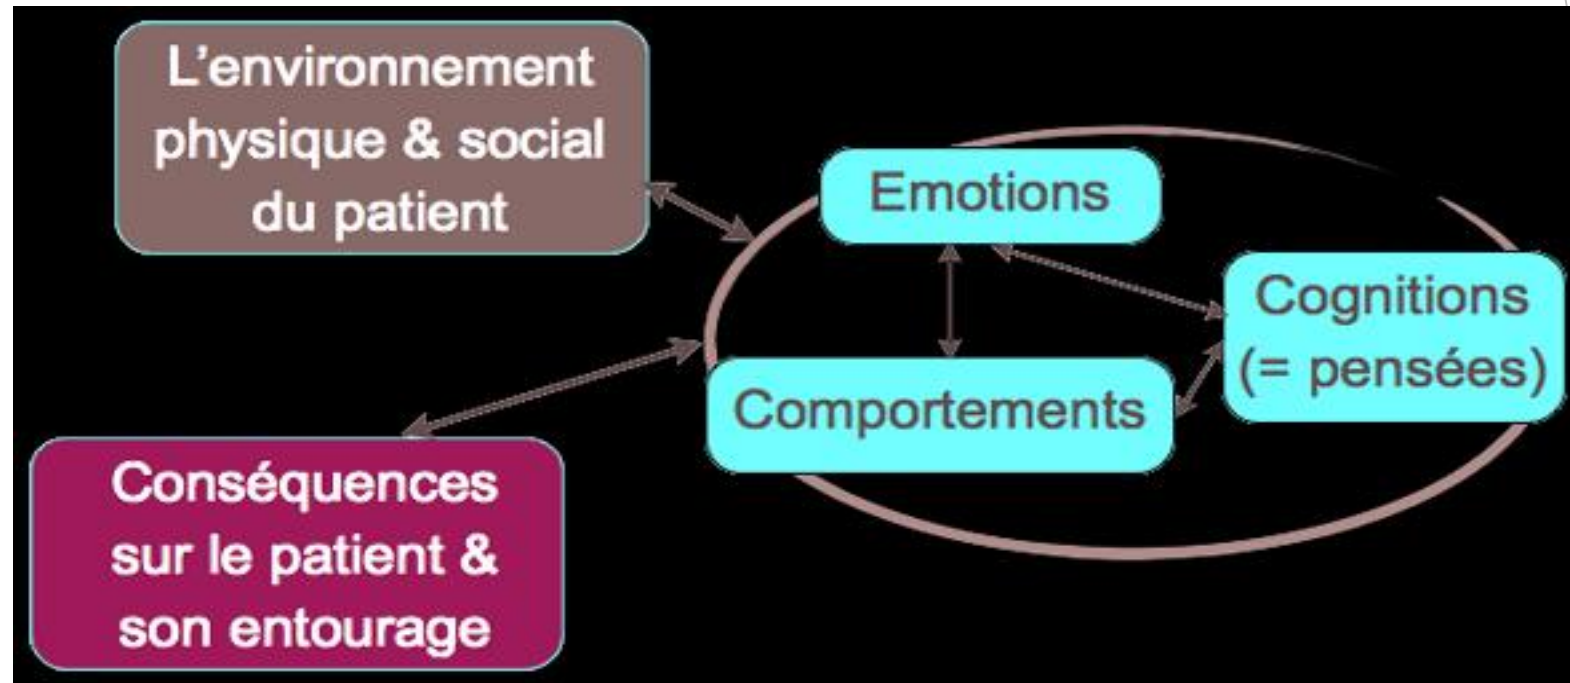 L’environnement
physique & social
du patient
Emotions
Cognitions
(= pensées)
Comportements
Conséquences
sur le patient &
son entourage